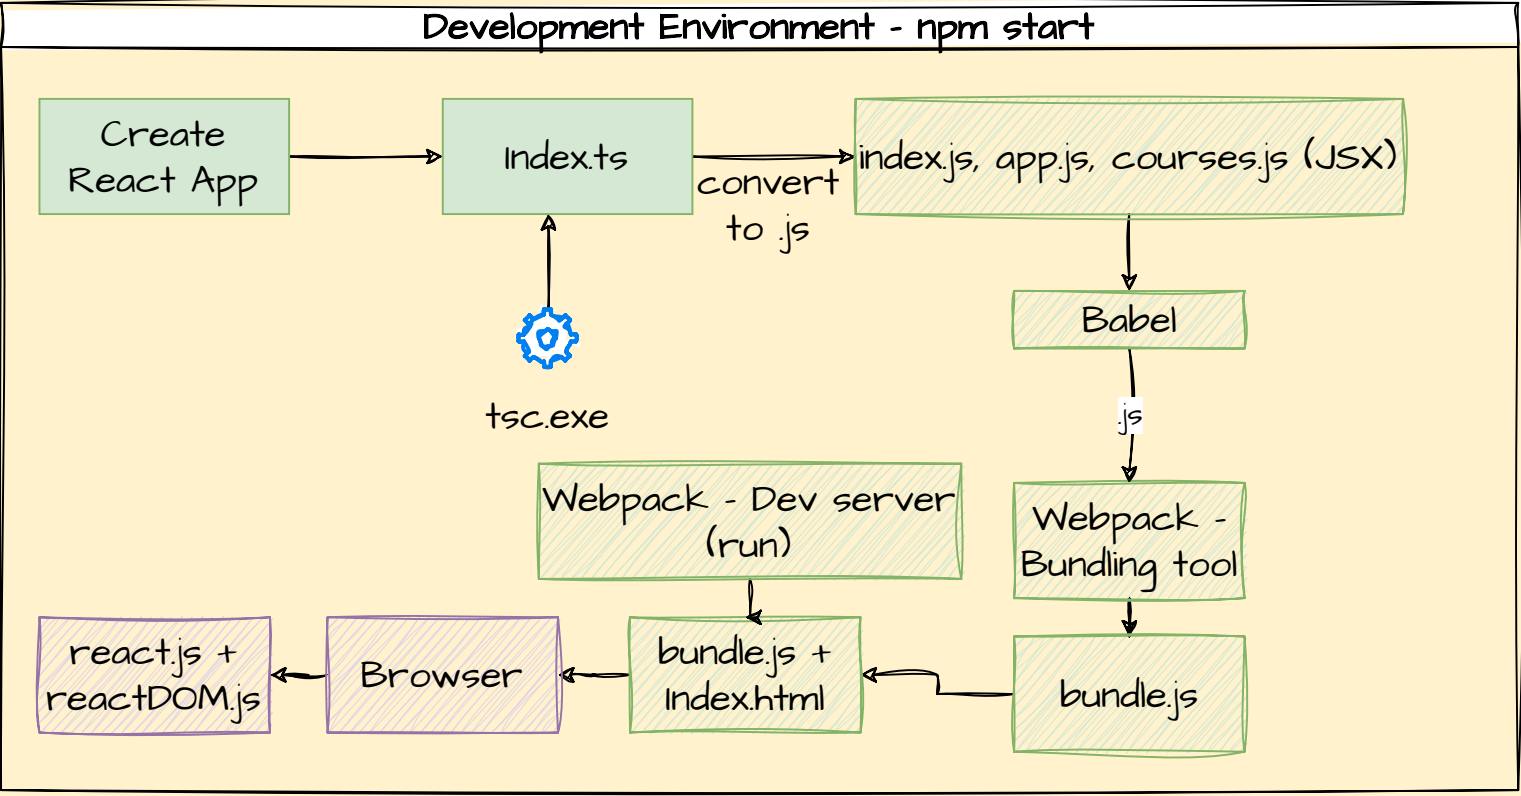 Development Environment - npm start
Create
React App
Index.ts
convert
to .js
index.js, app.js, courses.js (JSX)
Babel
tsc.exe
.js
Webpack - Dev server
(run)
Webpack -
Bundling tool
react.js +
reactDOM.js
Browser
bundle.js +
Index.html
bundle.js